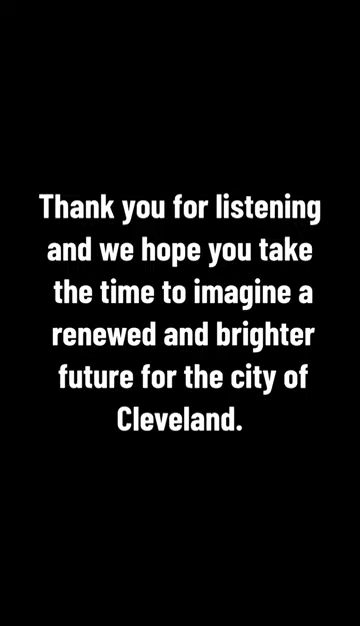 Thank you for listening
and we hope you take
the time to imagine a
renewed and brighter
future for the city of
Cleveland.